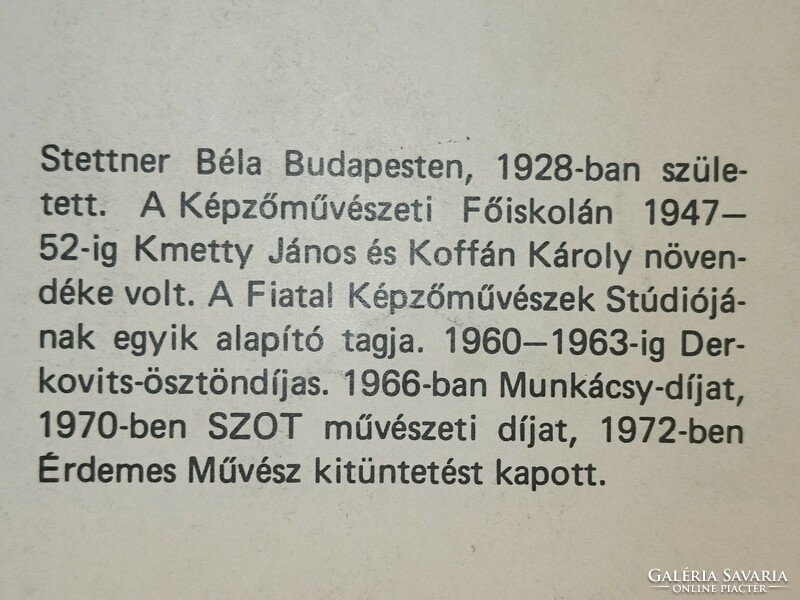 Stettner Béla Budapesten, 1928-ban szüle-
tett. A Képzőművészeti Főiskolán 1947—
52-ig Kmetty János és Koffán Károly növen-
déke volt. A Fiatal Képzőművészek Stúdiójá-
nak egyik alapító tagja. 1960—1963-ig Der-
kovits-ösztöndíjas. 1966-ban Munkácsy-díjat,
1970-ben SZOT művészeti díjat, 1972-ben
Érdemes Művész kitüntetést kapott.
GALÉRIA SAVARIA
ONLINE PIACTÉR